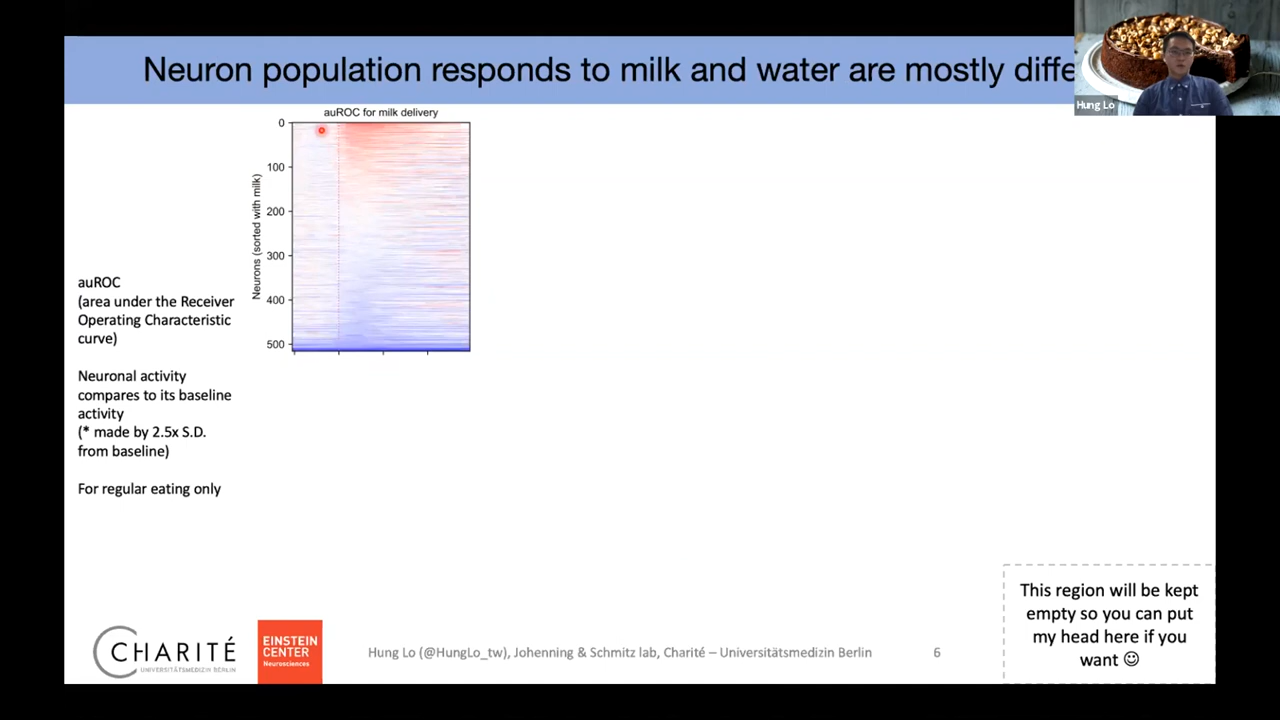 Neuron population responds to milk and water are mostly diffe
Hung Lo
auROC for milk delivery
0
100
200
300
400
500
Neurons (sorted with milk)
auROC
(area under the Receiver
Operating Characteristic
curve)
Neuronal activity
compares to its baseline
activity
(* made by 2.5x S.D.
from baseline)
For regular eating only
This region will be kept
empty so you can put
my head here if you
want ☺
CHARITÉ
UNIVERSITÄTSMEDIZIN BERLIN
EINSTEIN
CENTER
Neurosciences
Hung Lo (@HungLo_tw), Johenning & Schmitz lab, Charité – Universitätsmedizin Berlin
6